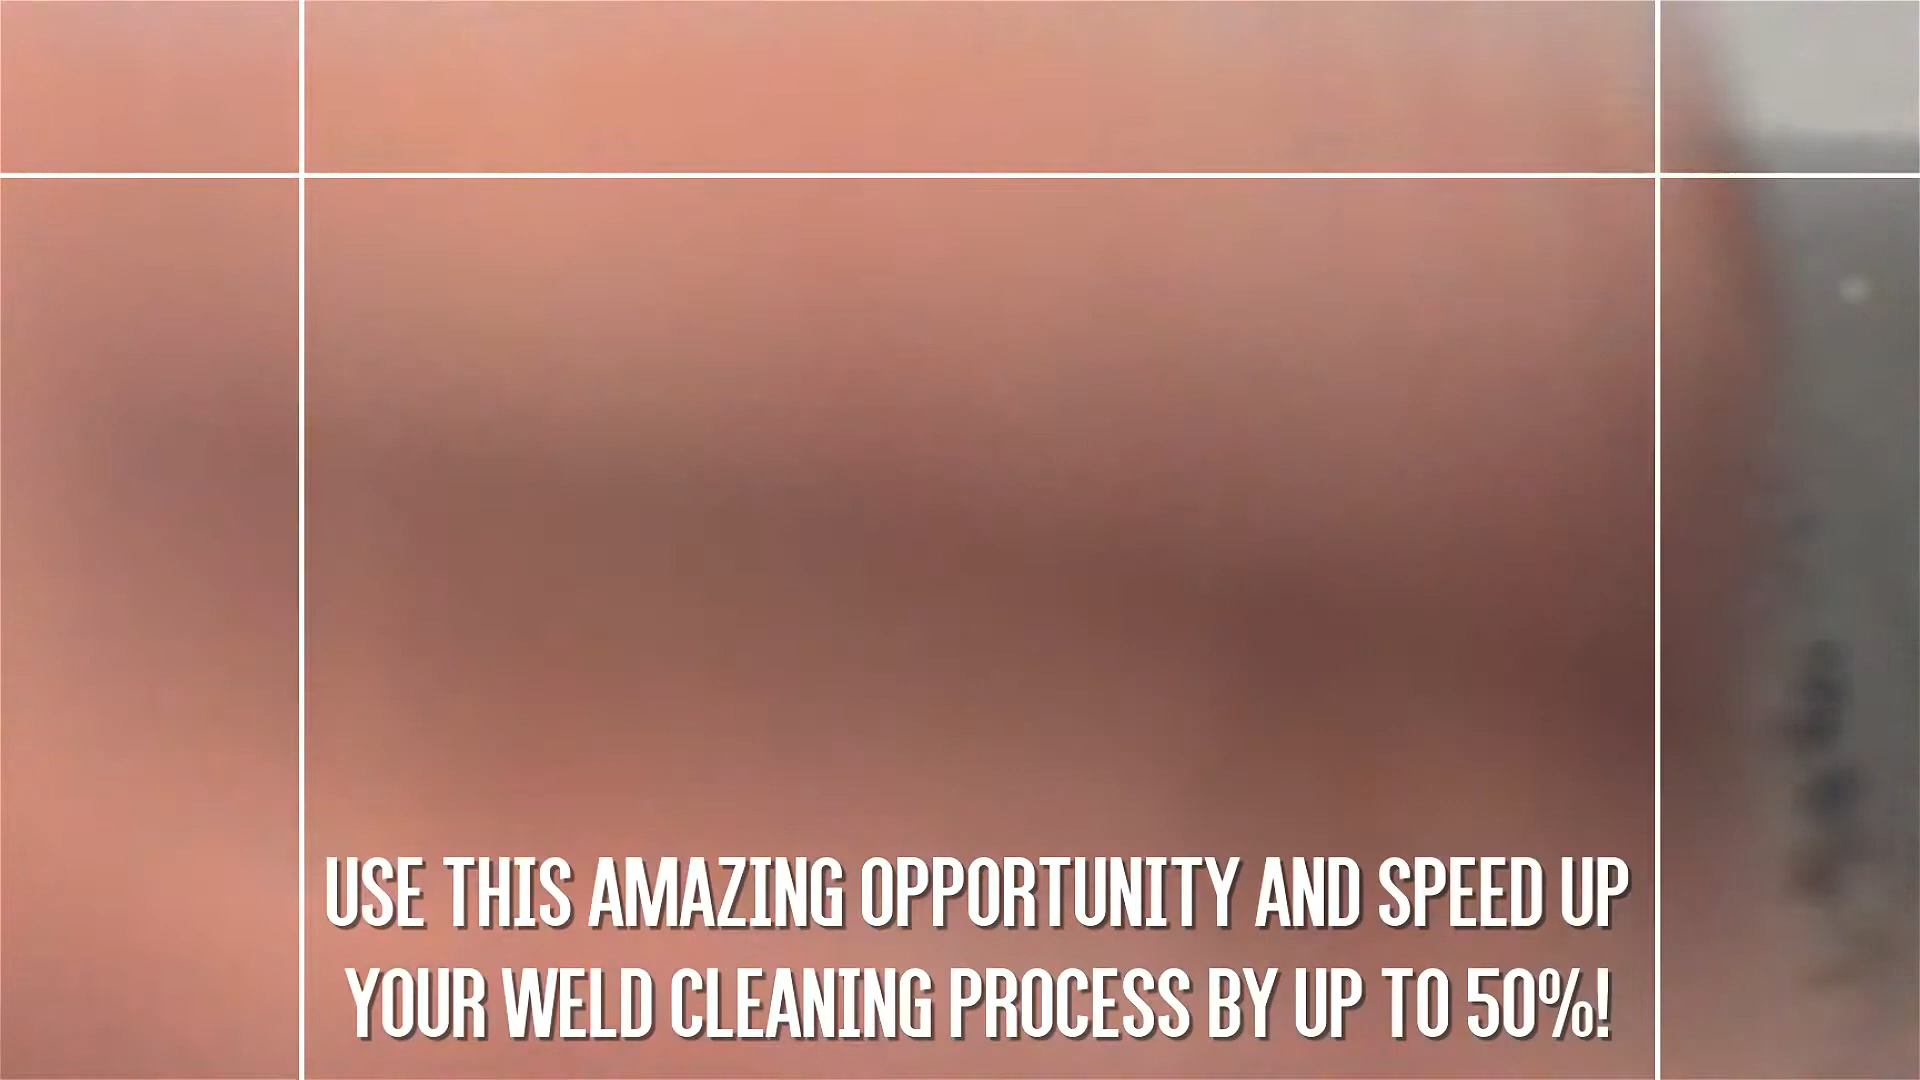 USE THIS AMAZING OPPORTUNITY AND SPEED UP
YOUR WELD CLEANING PROCESS BY UP TO 50%!